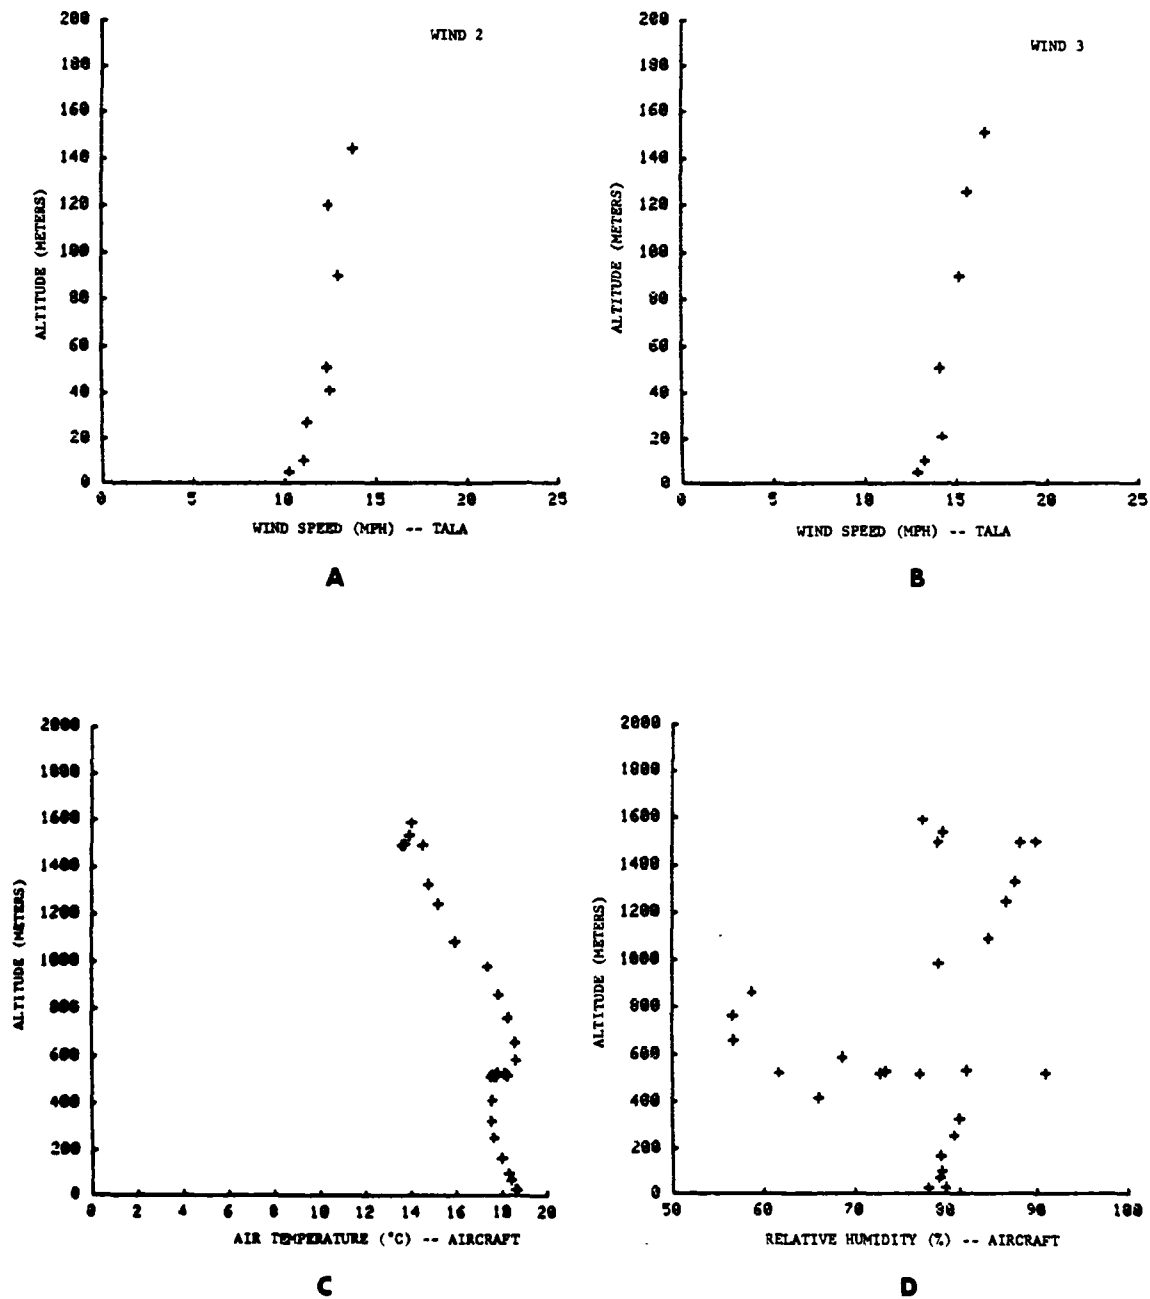 WIND 2
200
180
160
140
120
100
80
60
40
20
0
ALTITUDE (METERS)
0 5 10 15 20 25
WIND SPEED (MPH) -- TALA
A
WIND 3
200
180
160
140
120
100
80
60
40
20
0
ALTITUDE (METERS)
0 5 10 15 20 25
WIND SPEED (MPH) -- TALA
B
2000
1800
1600
1400
1200
1000
800
600
400
200
0
ALTITUDE (METERS)
0 2 4 6 8 10 12 14 16 18 20
AIR TEMPERATURE (°C) -- AIRCRAFT
C
2000
1800
1600
1400
1200
1000
800
600
400
200
0
ALTITUDE (METERS)
50 60 70 80 90 100
RELATIVE HUMIDITY (%) -- AIRCRAFT
D